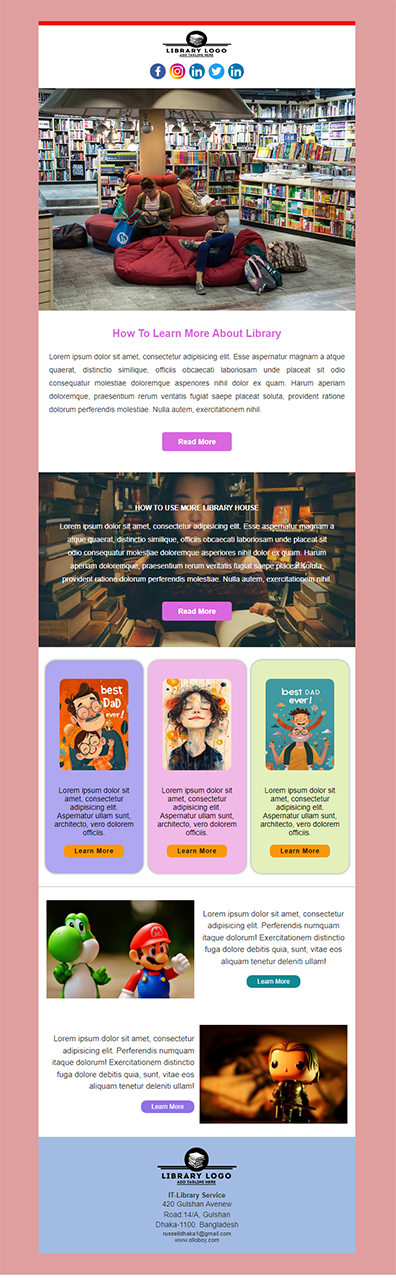 LIBRARY LOGO
ADD TAGLINE HERE
How To Learn More About Library
Lorem ipsum dolor sit amet, consectetur adipisicing elit. Esse aspernatur magnam a atque
quaerat, distinctio similique, officiis obcaecati laboriosam unde perspiciatis sit odio
consequatur molestiae doloremque asperiores nihil dolor ex quam. Harum aperiam
doloremque, praesentium rerum veritatis fugiat saepe placeat soluta, provident ratione
dolorum perferendis molestiae. Nulla autem, exercitationem nihil.
Read More
HOW TO USE MORE LIBRARY HOUSE
Lorem ipsum dolor sit amet, consectetur adipisicing elit. Esse aspernatur magnam a
atque quaerat, distinctio similique, officiis obcaecati laboriosam unde perspiciatis sit
odio consequatur molestiae doloremque asperiores nihil dolor ex quam. Harum
aperiam doloremque, praesentium rerum veritatis fugiat saepe placeat soluta,
provident ratione dolorum perferendis molestiae. Nulla autem, exercitationem nihil.
Read More
best
DaD
ever!
Lorem ipsum dolor sit
amet, consectetur
adipisicing elit.
Aspernatur ullam sunt,
architecto, vero dolorem
officiis.
Learn More
Lorem ipsum dolor sit
amet, consectetur
adipisicing elit.
Aspernatur ullam sunt,
architecto, vero dolorem
officiis.
Learn More
best DAD
ever!
Lorem ipsum dolor sit
amet, consectetur
adipisicing elit.
Aspernatur ullam sunt,
architecto, vero dolorem
officiis.
Learn More
Lorem ipsum dolor sit amet, consectetur
adipisicing elit. Perferendis numquam
itaque dolorum! Exercitationem distinctio
fuga dolore debitis quia, sunt, vitae eos
aliquam tenetur deleniti ullam!
Learn More
Lorem ipsum dolor sit amet, consectetur
adipisicing elit. Perferendis numquam
itaque dolorum! Exercitationem distinctio
fuga dolore debitis quia, sunt, vitae eos
aliquam tenetur deleniti ullam!
Learn More
LIBRARY LOGO
ADD TAGLINE HERE
IT-Library Service
420 Gulshan Avenew
Road:14/A, Gulshan
Dhaka-1100. Bangladesh
russelldhaka1@gmail.com
www.olloboy.com